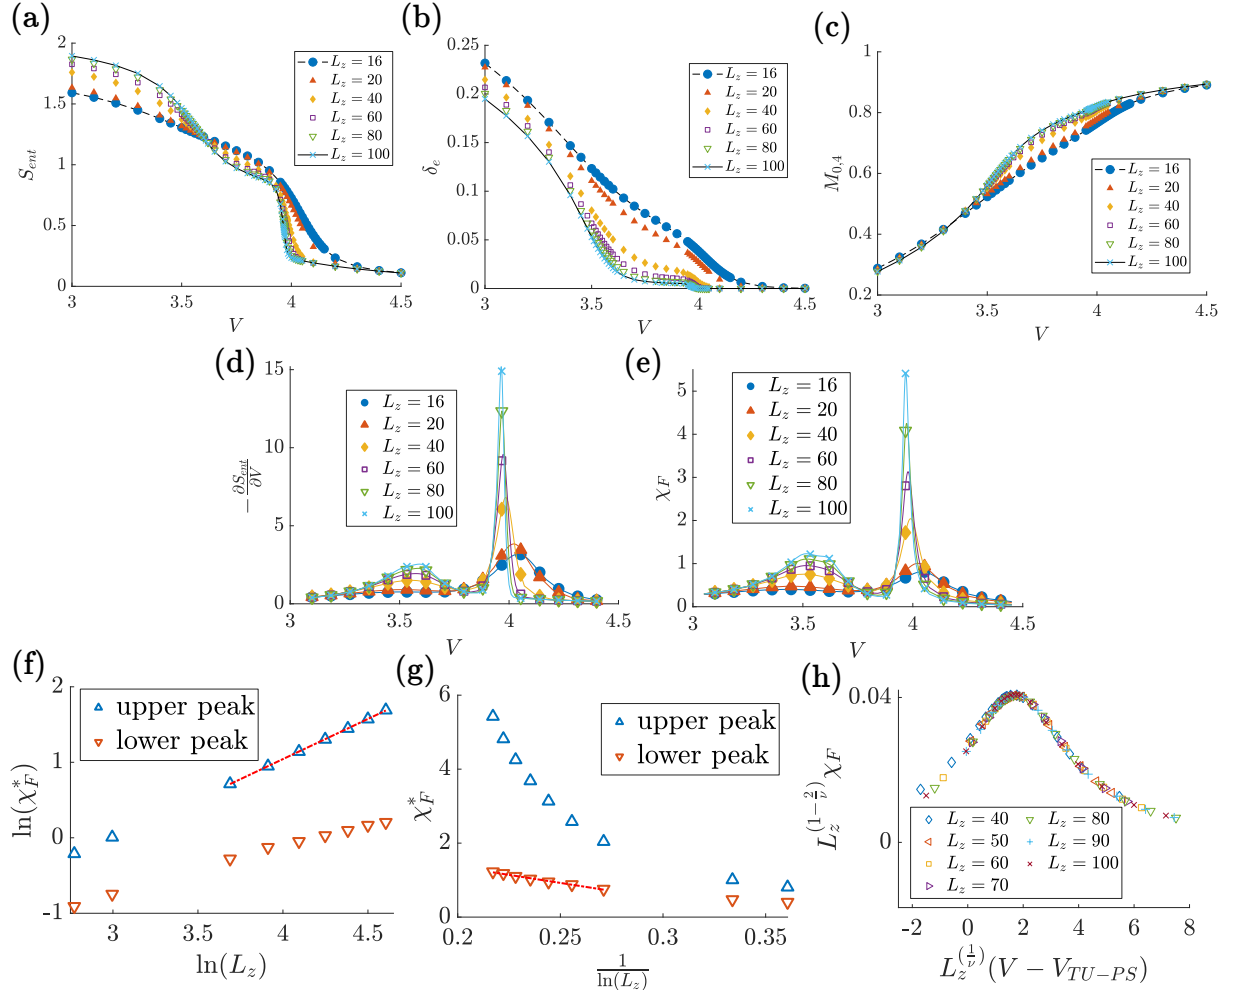 (a)
2
1.5
1
0.5
0
3
3.5
4
4.5
S_ent
V
L_z = 16
L_z = 20
L_z = 40
L_z = 60
L_z = 80
L_z = 100
(b)
0.25
0.2
0.15
0.1
0.05
0
3
3.5
4
4.5
δ_e
V
L_z = 16
L_z = 20
L_z = 40
L_z = 60
L_z = 80
L_z = 100
(c)
1
0.8
0.6
0.4
0.2
3
3.5
4
4.5
M_{0,4}
V
L_z = 16
L_z = 20
L_z = 40
L_z = 60
L_z = 80
L_z = 100
(d)
15
10
5
0
3
3.5
4
4.5
−∂S_ent/∂V
V
L_z = 16
L_z = 20
L_z = 40
L_z = 60
L_z = 80
L_z = 100
(e)
5
4
3
2
1
0
3
3.5
4
4.5
χ_F
V
L_z = 16
L_z = 20
L_z = 40
L_z = 60
L_z = 80
L_z = 100
(f)
2
1
0
-1
3
3.5
4
4.5
ln(χ*_F)
ln(L_z)
upper peak
lower peak
(g)
6
4
2
0
0.2
0.25
0.3
0.35
χ*_F
1/ln(L_z)
upper peak
lower peak
(h)
0.04
0
-2
0
2
4
6
8
L_z^(1−2/ν) χ_F
L_z^(1/ν) (V − V_{TU−PS})
L_z = 40
L_z = 50
L_z = 60
L_z = 70
L_z = 80
L_z = 90
L_z = 100